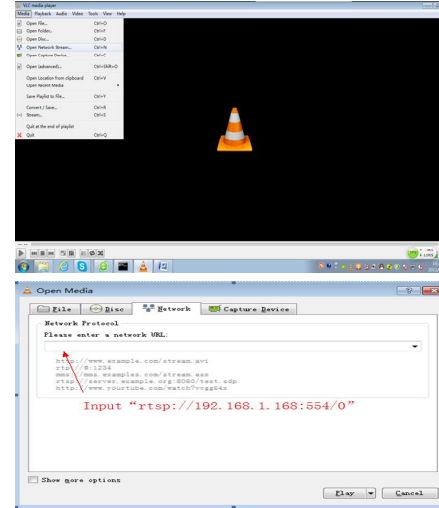 VLC media player
Media Playback Audio Video Tools View Help
Open File... Ctrl+O
Open Folder... Ctrl+F
Open Disc... Ctrl+D
Open Network Stream... Ctrl+N
Open Capture Device... Ctrl+C
Open (advanced)... Ctrl+Shift+O
Open Location from clipboard Ctrl+V
Open Recent Media
Save Playlist to File... Ctrl+Y
Convert / Save... Ctrl+R
Stream... Ctrl+S
Quit at the end of playlist
Quit Ctrl+Q
Open Media
File Disc Network Capture Device
Network Protocol
Please enter a network URL:
http://www.example.com/stream.avi
rtp://@:1234
mms://mms.examples.com/stream.asx
rtsp://server.example.org:8080/test.sdp
http://www.yourtube.com/watch?v=gg64x
Input “rtsp://192.168.1.168:554/0”
Show more options
Play Cancel